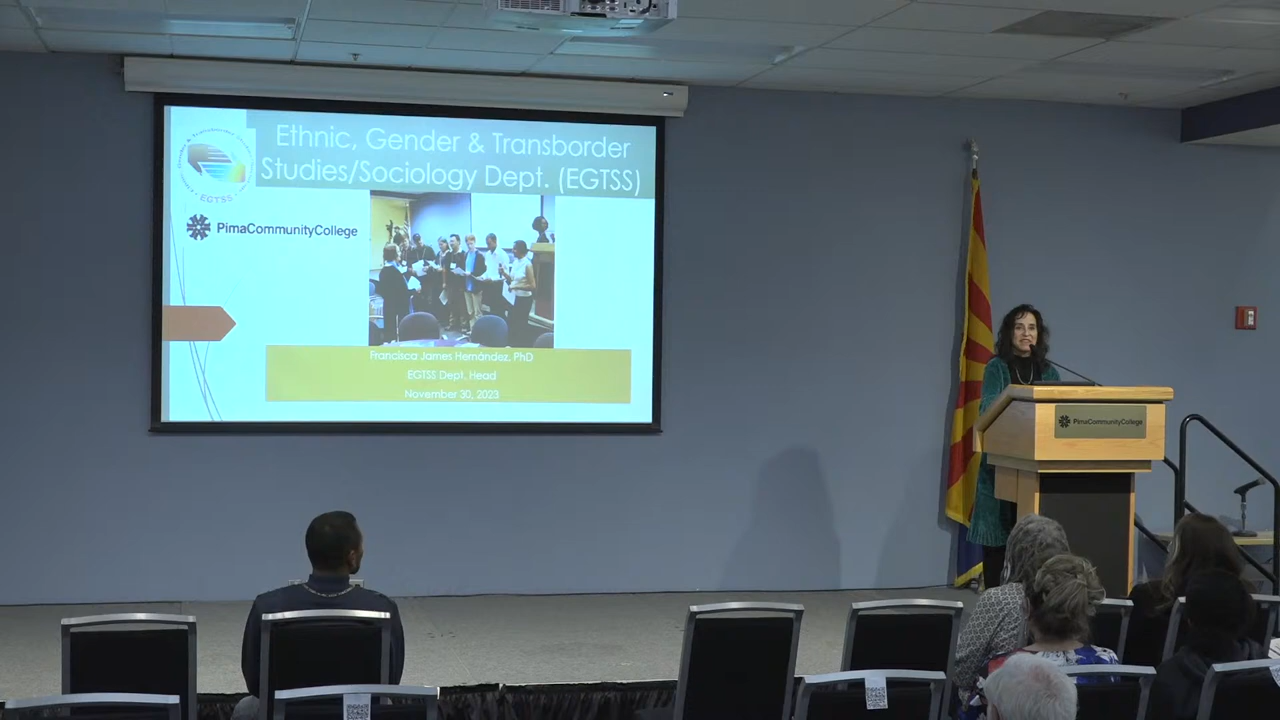 Ethnic, Gender & Transborder
Studies/Sociology Dept. (EGTSS)
EGTSS
PimaCommunityCollege
Francisca James Hernández, PhD
EGTSS Dept. Head
November 30, 2023
PimaCommunityCollege